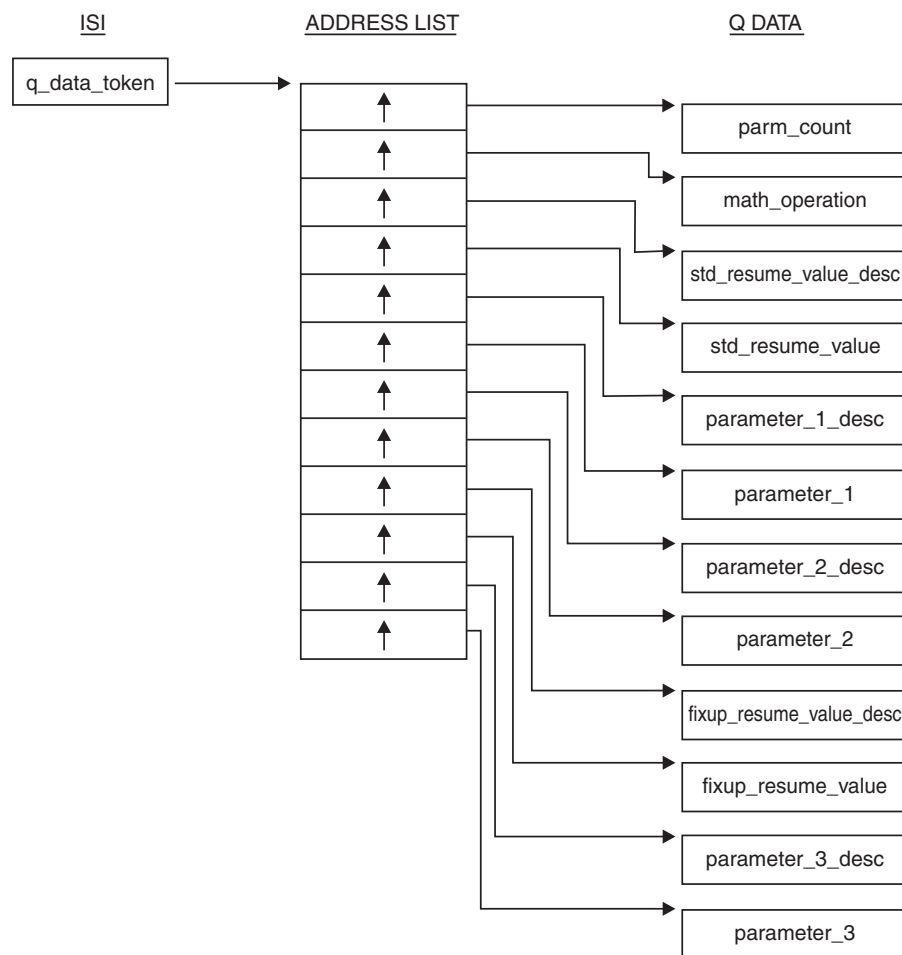 ISI
ADDRESS LIST
Q DATA
q_data_token
parm_count
math_operation
std_resume_value_desc
std_resume_value
parameter_1_desc
parameter_1
parameter_2_desc
parameter_2
fixup_resume_value_desc
fixup_resume_value
parameter_3_desc
parameter_3